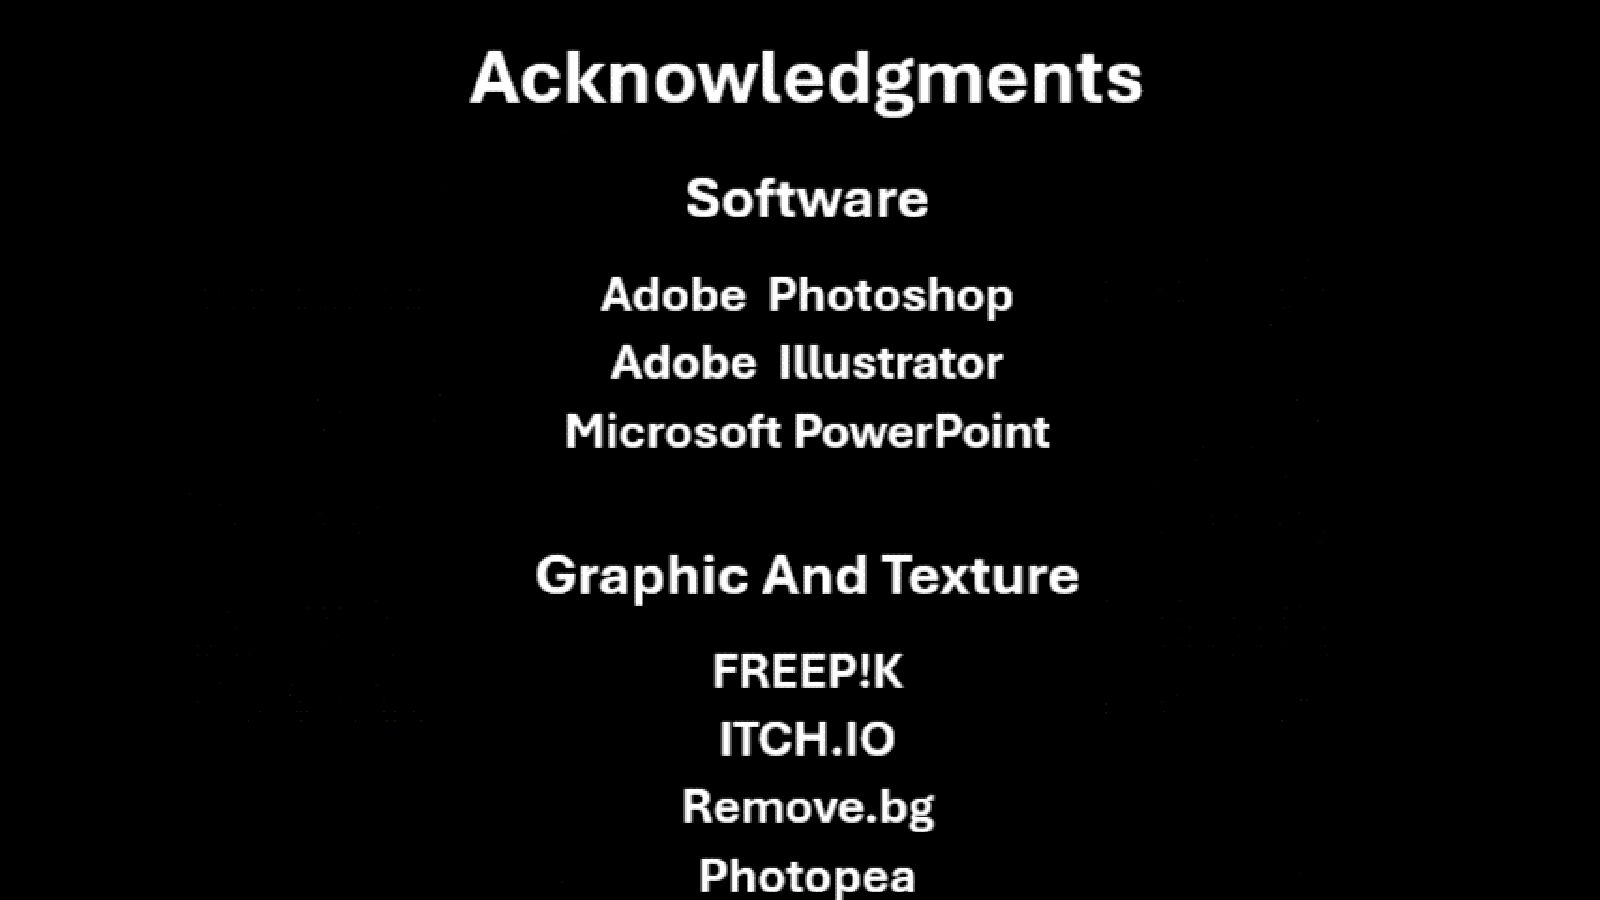 Acknowledgments
Software
Adobe Photoshop
Adobe Illustrator
Microsoft PowerPoint
Graphic And Texture
FREEP!K
ITCH.IO
Remove.bg
Photopea